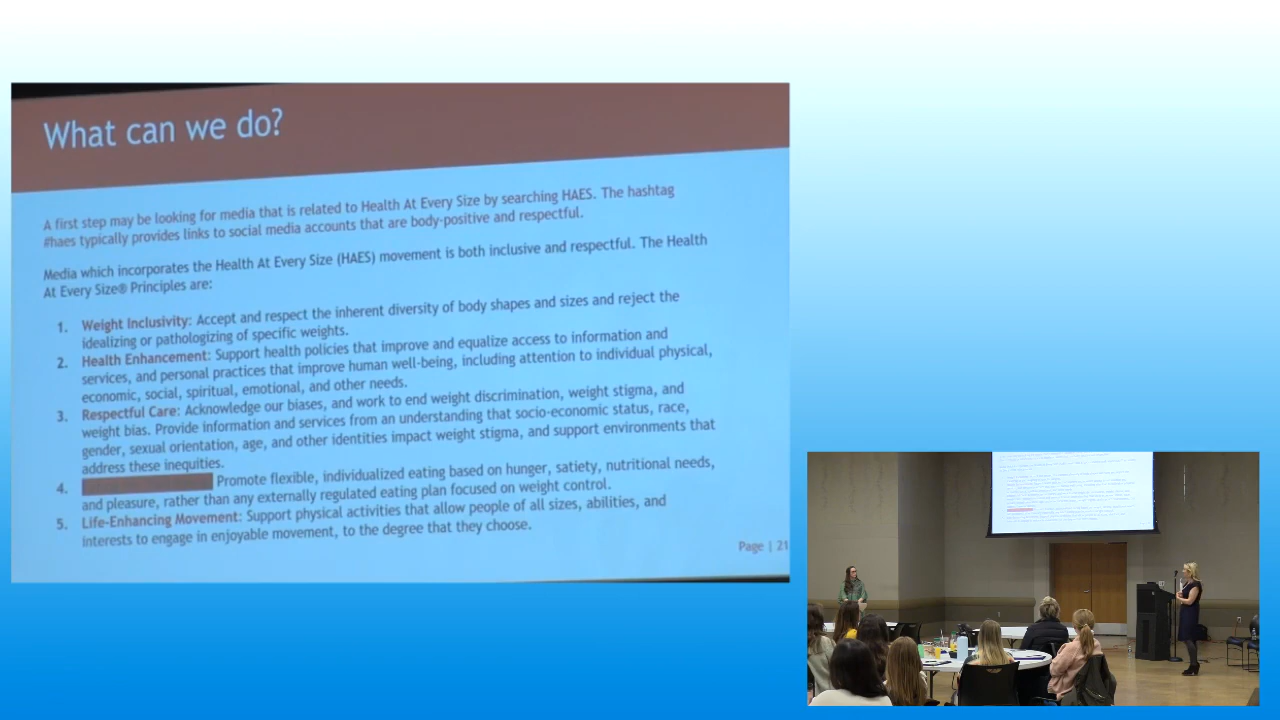 What can we do?
A first step may be looking for media that is related to Health At Every Size by searching HAES. The hashtag
#haes typically provides links to social media accounts that are body-positive and respectful.
Media which incorporates the Health At Every Size (HAES) movement is both inclusive and respectful. The Health
At Every Size® Principles are:
1. Weight Inclusivity: Accept and respect the inherent diversity of body shapes and sizes and reject the
idealizing or pathologizing of specific weights.
2. Health Enhancement: Support health policies that improve and equalize access to information and
services, and personal practices that improve human well-being, including attention to individual physical,
economic, social, spiritual, emotional, and other needs.
3. Respectful Care: Acknowledge our biases, and work to end weight discrimination, weight stigma, and
weight bias. Provide information and services from an understanding that socio-economic status, race,
gender, sexual orientation, age, and other identities impact weight stigma, and support environments that
address these inequities.
4. Promote flexible, individualized eating based on hunger, satiety, nutritional needs,
and pleasure, rather than any externally regulated eating plan focused on weight control.
5. Life-Enhancing Movement: Support physical activities that allow people of all sizes, abilities, and
interests to engage in enjoyable movement, to the degree that they choose.
Page | 21